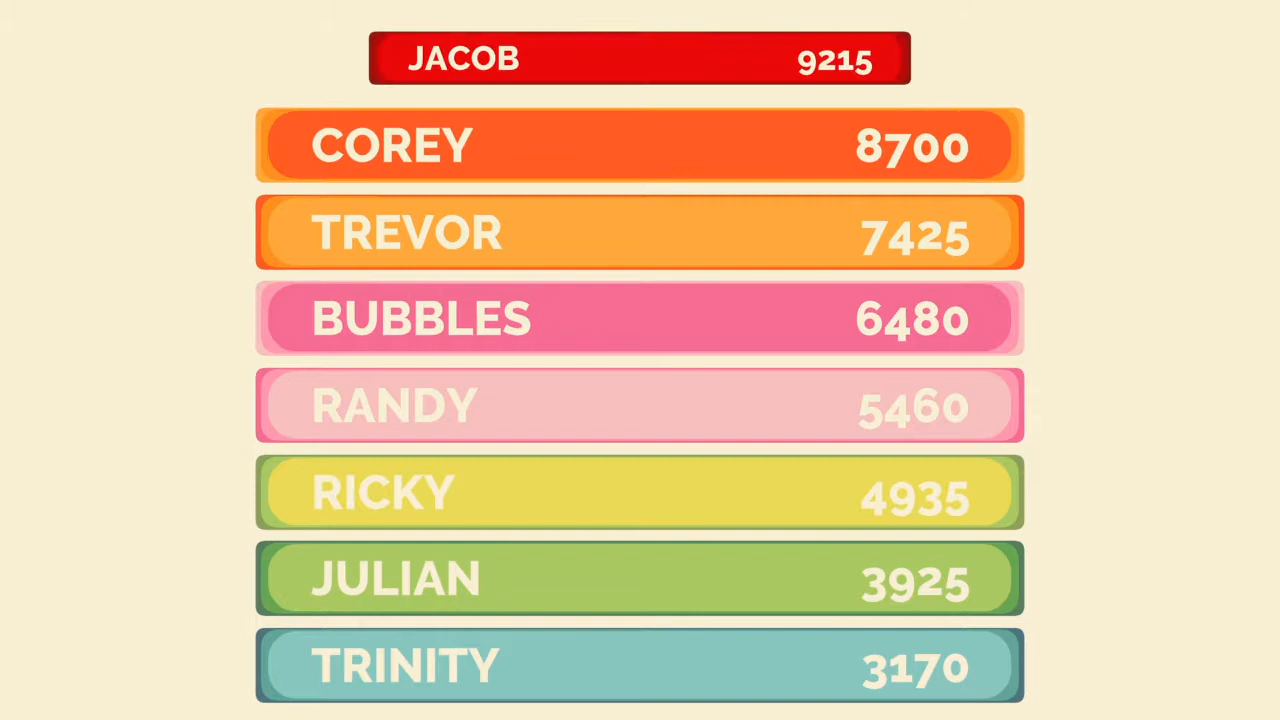 JACOB 9215
COREY 8700
TREVOR 7425
BUBBLES 6480
RANDY 5460
RICKY 4935
JULIAN 3925
TRINITY 3170